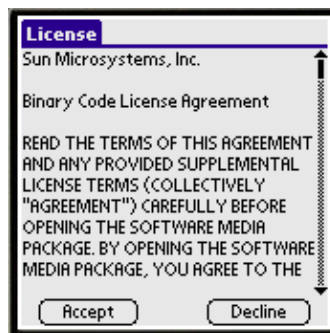 License
Sun Microsystems, Inc.
Binary Code License Agreement
READ THE TERMS OF THIS AGREEMENT
AND ANY PROVIDED SUPPLEMENTAL
LICENSE TERMS (COLLECTIVELY
"AGREEMENT") CAREFULLY BEFORE
OPENING THE SOFTWARE MEDIA
PACKAGE. BY OPENING THE SOFTWARE
MEDIA PACKAGE, YOU AGREE TO THE
Accept Decline